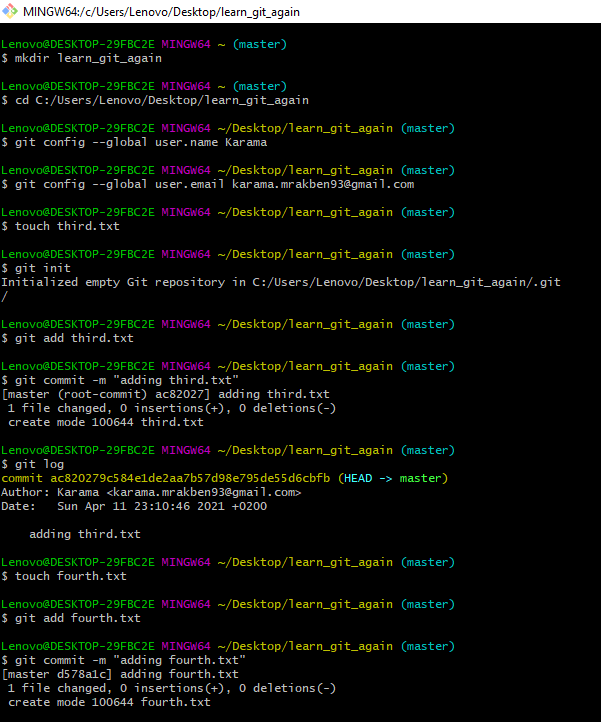 MINGW64:/c/Users/Lenovo/Desktop/learn_git_again
Lenovo@DESKTOP-29FBC2E MINGW64 ~ (master)
$ mkdir learn_git_again
Lenovo@DESKTOP-29FBC2E MINGW64 ~ (master)
$ cd C:/Users/Lenovo/Desktop/learn_git_again
Lenovo@DESKTOP-29FBC2E MINGW64 ~/Desktop/learn_git_again (master)
$ git config --global user.name Karama
Lenovo@DESKTOP-29FBC2E MINGW64 ~/Desktop/learn_git_again (master)
$ git config --global user.email karama.mrakben93@gmail.com
Lenovo@DESKTOP-29FBC2E MINGW64 ~/Desktop/learn_git_again (master)
$ touch third.txt
Lenovo@DESKTOP-29FBC2E MINGW64 ~/Desktop/learn_git_again (master)
$ git init
Initialized empty Git repository in C:/Users/Lenovo/Desktop/learn_git_again/.git
/
Lenovo@DESKTOP-29FBC2E MINGW64 ~/Desktop/learn_git_again (master)
$ git add third.txt
Lenovo@DESKTOP-29FBC2E MINGW64 ~/Desktop/learn_git_again (master)
$ git commit -m "adding third.txt"
[master (root-commit) ac82027] adding third.txt
 1 file changed, 0 insertions(+), 0 deletions(-)
 create mode 100644 third.txt
Lenovo@DESKTOP-29FBC2E MINGW64 ~/Desktop/learn_git_again (master)
$ git log
commit ac820279c584e1de2aa7b57d98e795de55d6cbfb (HEAD -> master)
Author: Karama <karama.mrakben93@gmail.com>
Date:   Sun Apr 11 23:10:46 2021 +0200
    adding third.txt
Lenovo@DESKTOP-29FBC2E MINGW64 ~/Desktop/learn_git_again (master)
$ touch fourth.txt
Lenovo@DESKTOP-29FBC2E MINGW64 ~/Desktop/learn_git_again (master)
$ git add fourth.txt
Lenovo@DESKTOP-29FBC2E MINGW64 ~/Desktop/learn_git_again (master)
$ git commit -m "adding fourth.txt"
[master d578a1c] adding fourth.txt
 1 file changed, 0 insertions(+), 0 deletions(-)
 create mode 100644 fourth.txt